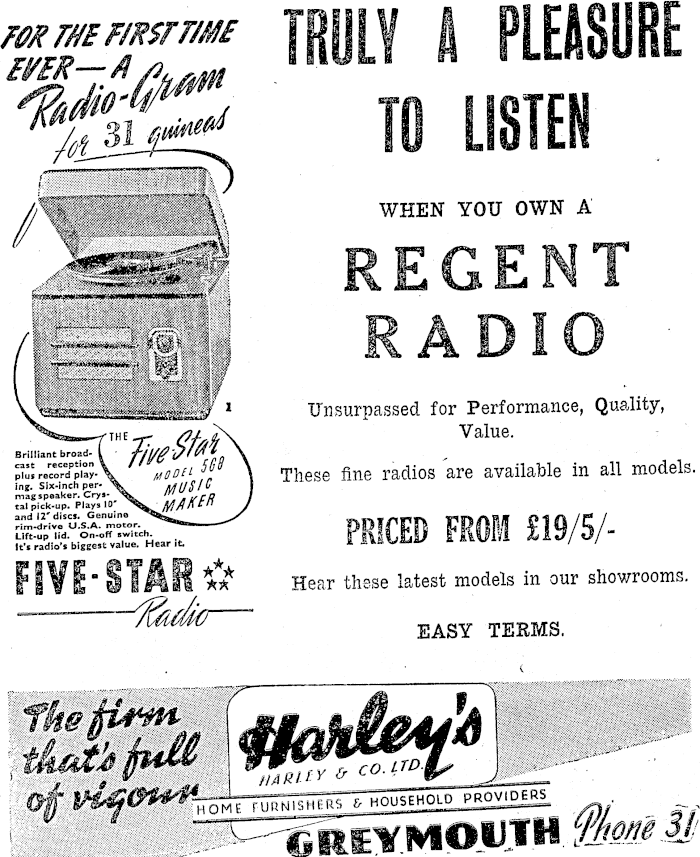 FOR THE FIRST TIME
EVER—A
Radio-Gram
for 31 guineas
1
THE
Five-Star
MODEL 568
MUSIC
MAKER
Brilliant broad-
cast reception
plus record play-
ing. Six-inch per-
mag speaker. Crys-
tal pick-up. Plays 10"
and 12" discs. Genuine
rim-drive U.S.A. motor.
Lift-up lid. On-off switch.
It's radio's biggest value. Hear it.
FIVE-STAR
Radio
TRULY A PLEASURE
TO LISTEN
WHEN YOU OWN A
REGENT
RADIO
Unsurpassed for Performance, Quality,
Value.
These fine radios are available in all models.
PRICED FROM £19/5/-
Hear these latest models in our showrooms.
EASY TERMS.
The firm
that's full
of vigour
Harley's
HARLEY & CO. LTD.
HOME FURNISHERS & HOUSEHOLD PROVIDERS
GREYMOUTH Phone 31